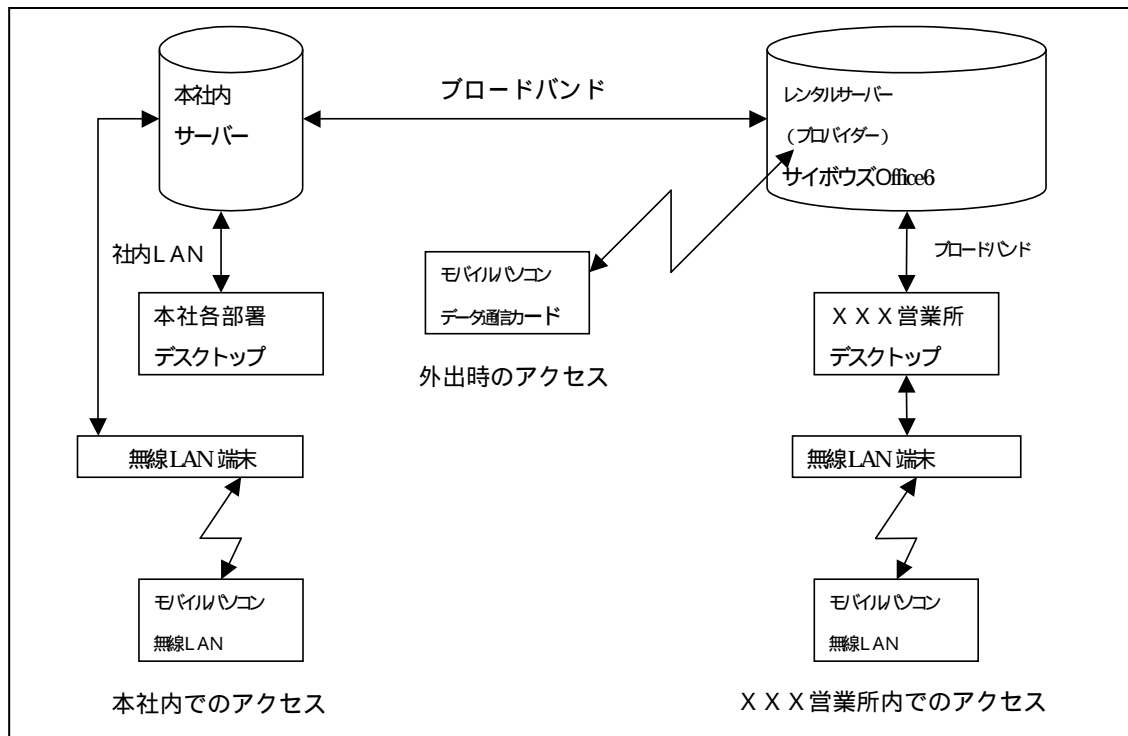 本社内
サーバー
ブロードバンド
レンタルサーバー
（プロバイダー）
サイボウズOffice6
社内LAN
ブロードバンド
モバイルパソコン
データ通信カード
本社各部署
デスクトップ
XXX営業所
デスクトップ
外出時のアクセス
無線LAN端末
無線LAN端末
モバイルパソコン
無線LAN
モバイルパソコン
無線LAN
本社内でのアクセス
XXX営業所内でのアクセス